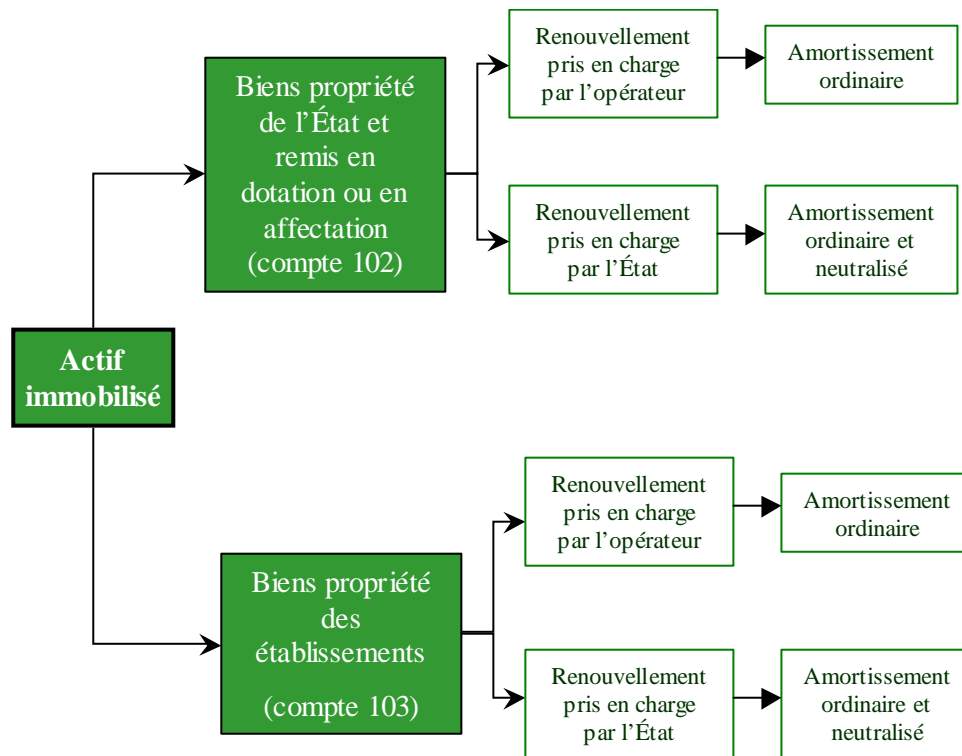 Actif
immobilisé
Biens propriété
de l’État et
remis en
dotation ou en
affectation
(compte 102)
Renouvellement
pris en charge
par l’opérateur
Amortissement
ordinaire
Renouvellement
pris en charge
par l’État
Amortissement
ordinaire et
neutralisé
Biens propriété
des
établissements
(compte 103)
Renouvellement
pris en charge
par l’opérateur
Amortissement
ordinaire
Renouvellement
pris en charge
par l’État
Amortissement
ordinaire et
neutralisé